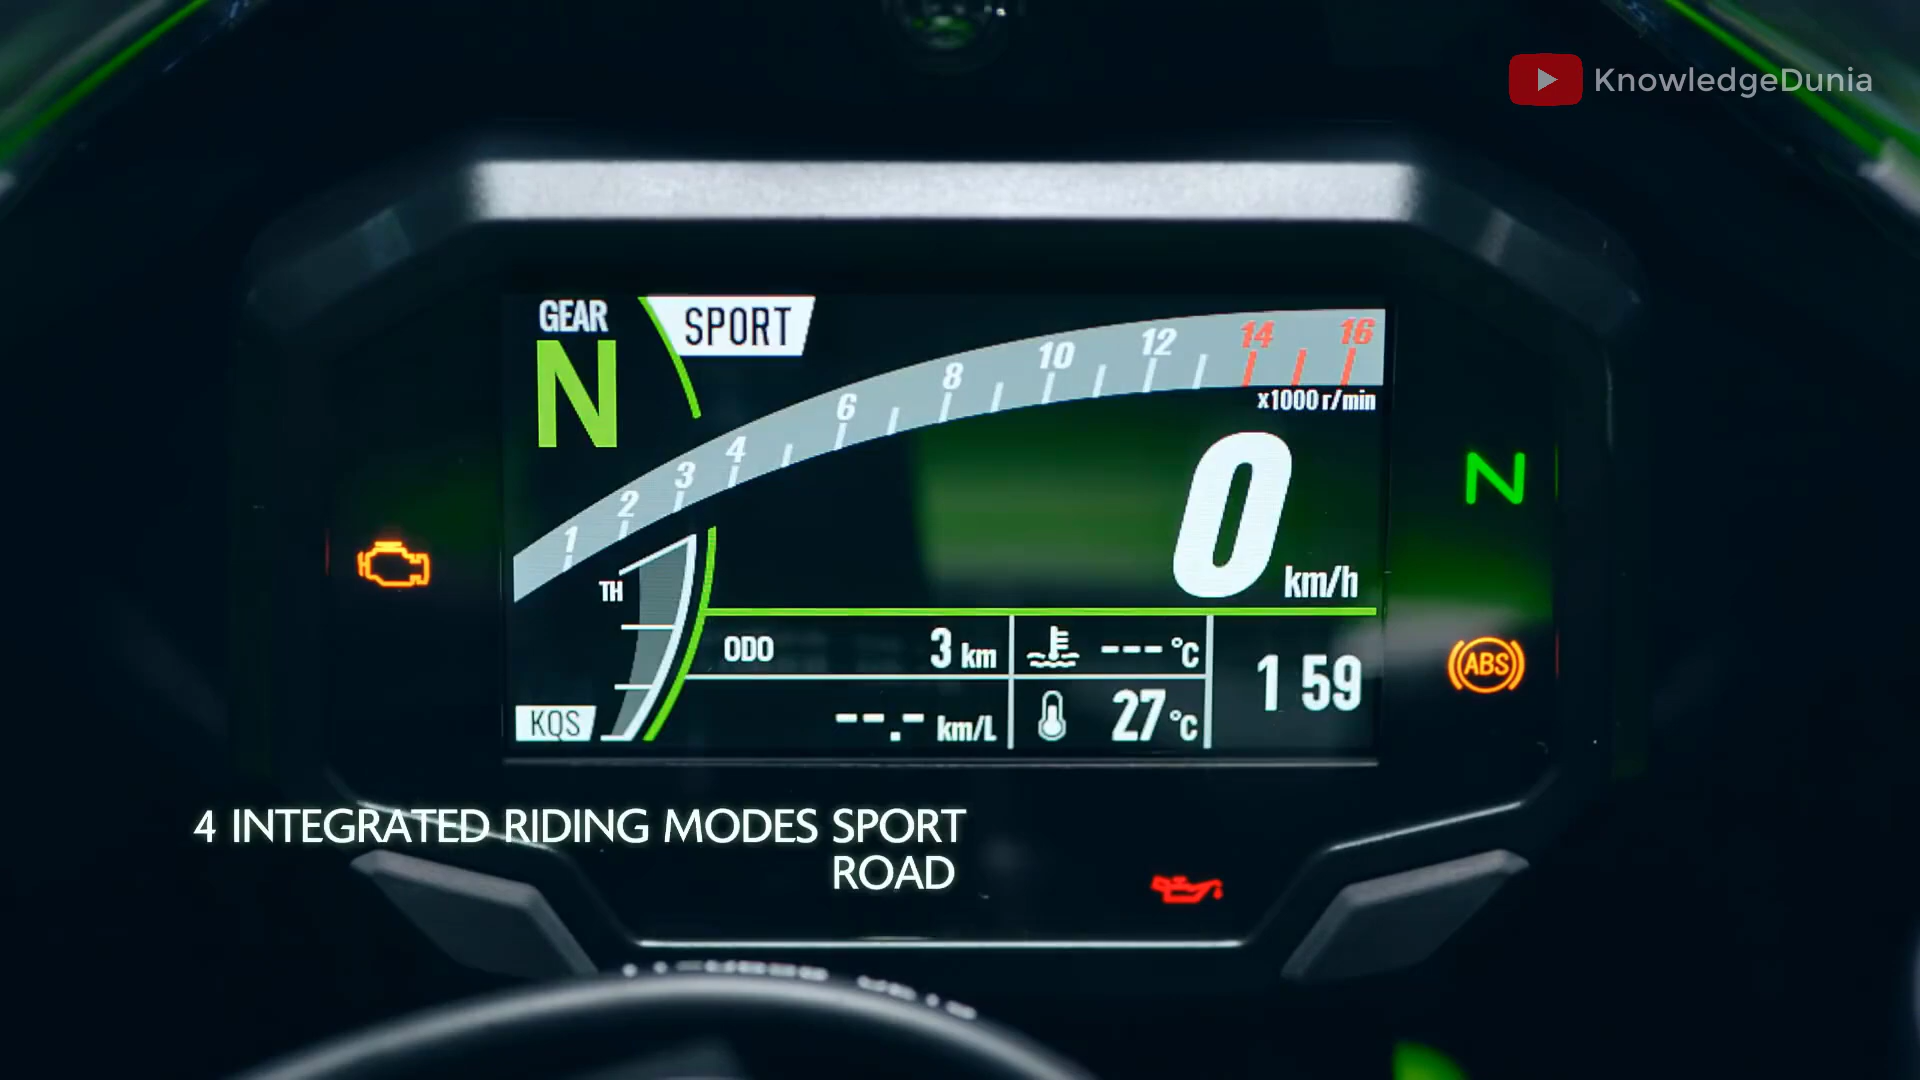 KnowledgeDunia
GEAR
N
SPORT
1 2 3 4 6 8 10 12 14 16
x1000 r/min
0 km/h
N
TH
ODO 3 km
---°C
1 59
ABS
KQS
--.- km/L
27°C
4 INTEGRATED RIDING MODES SPORT
ROAD